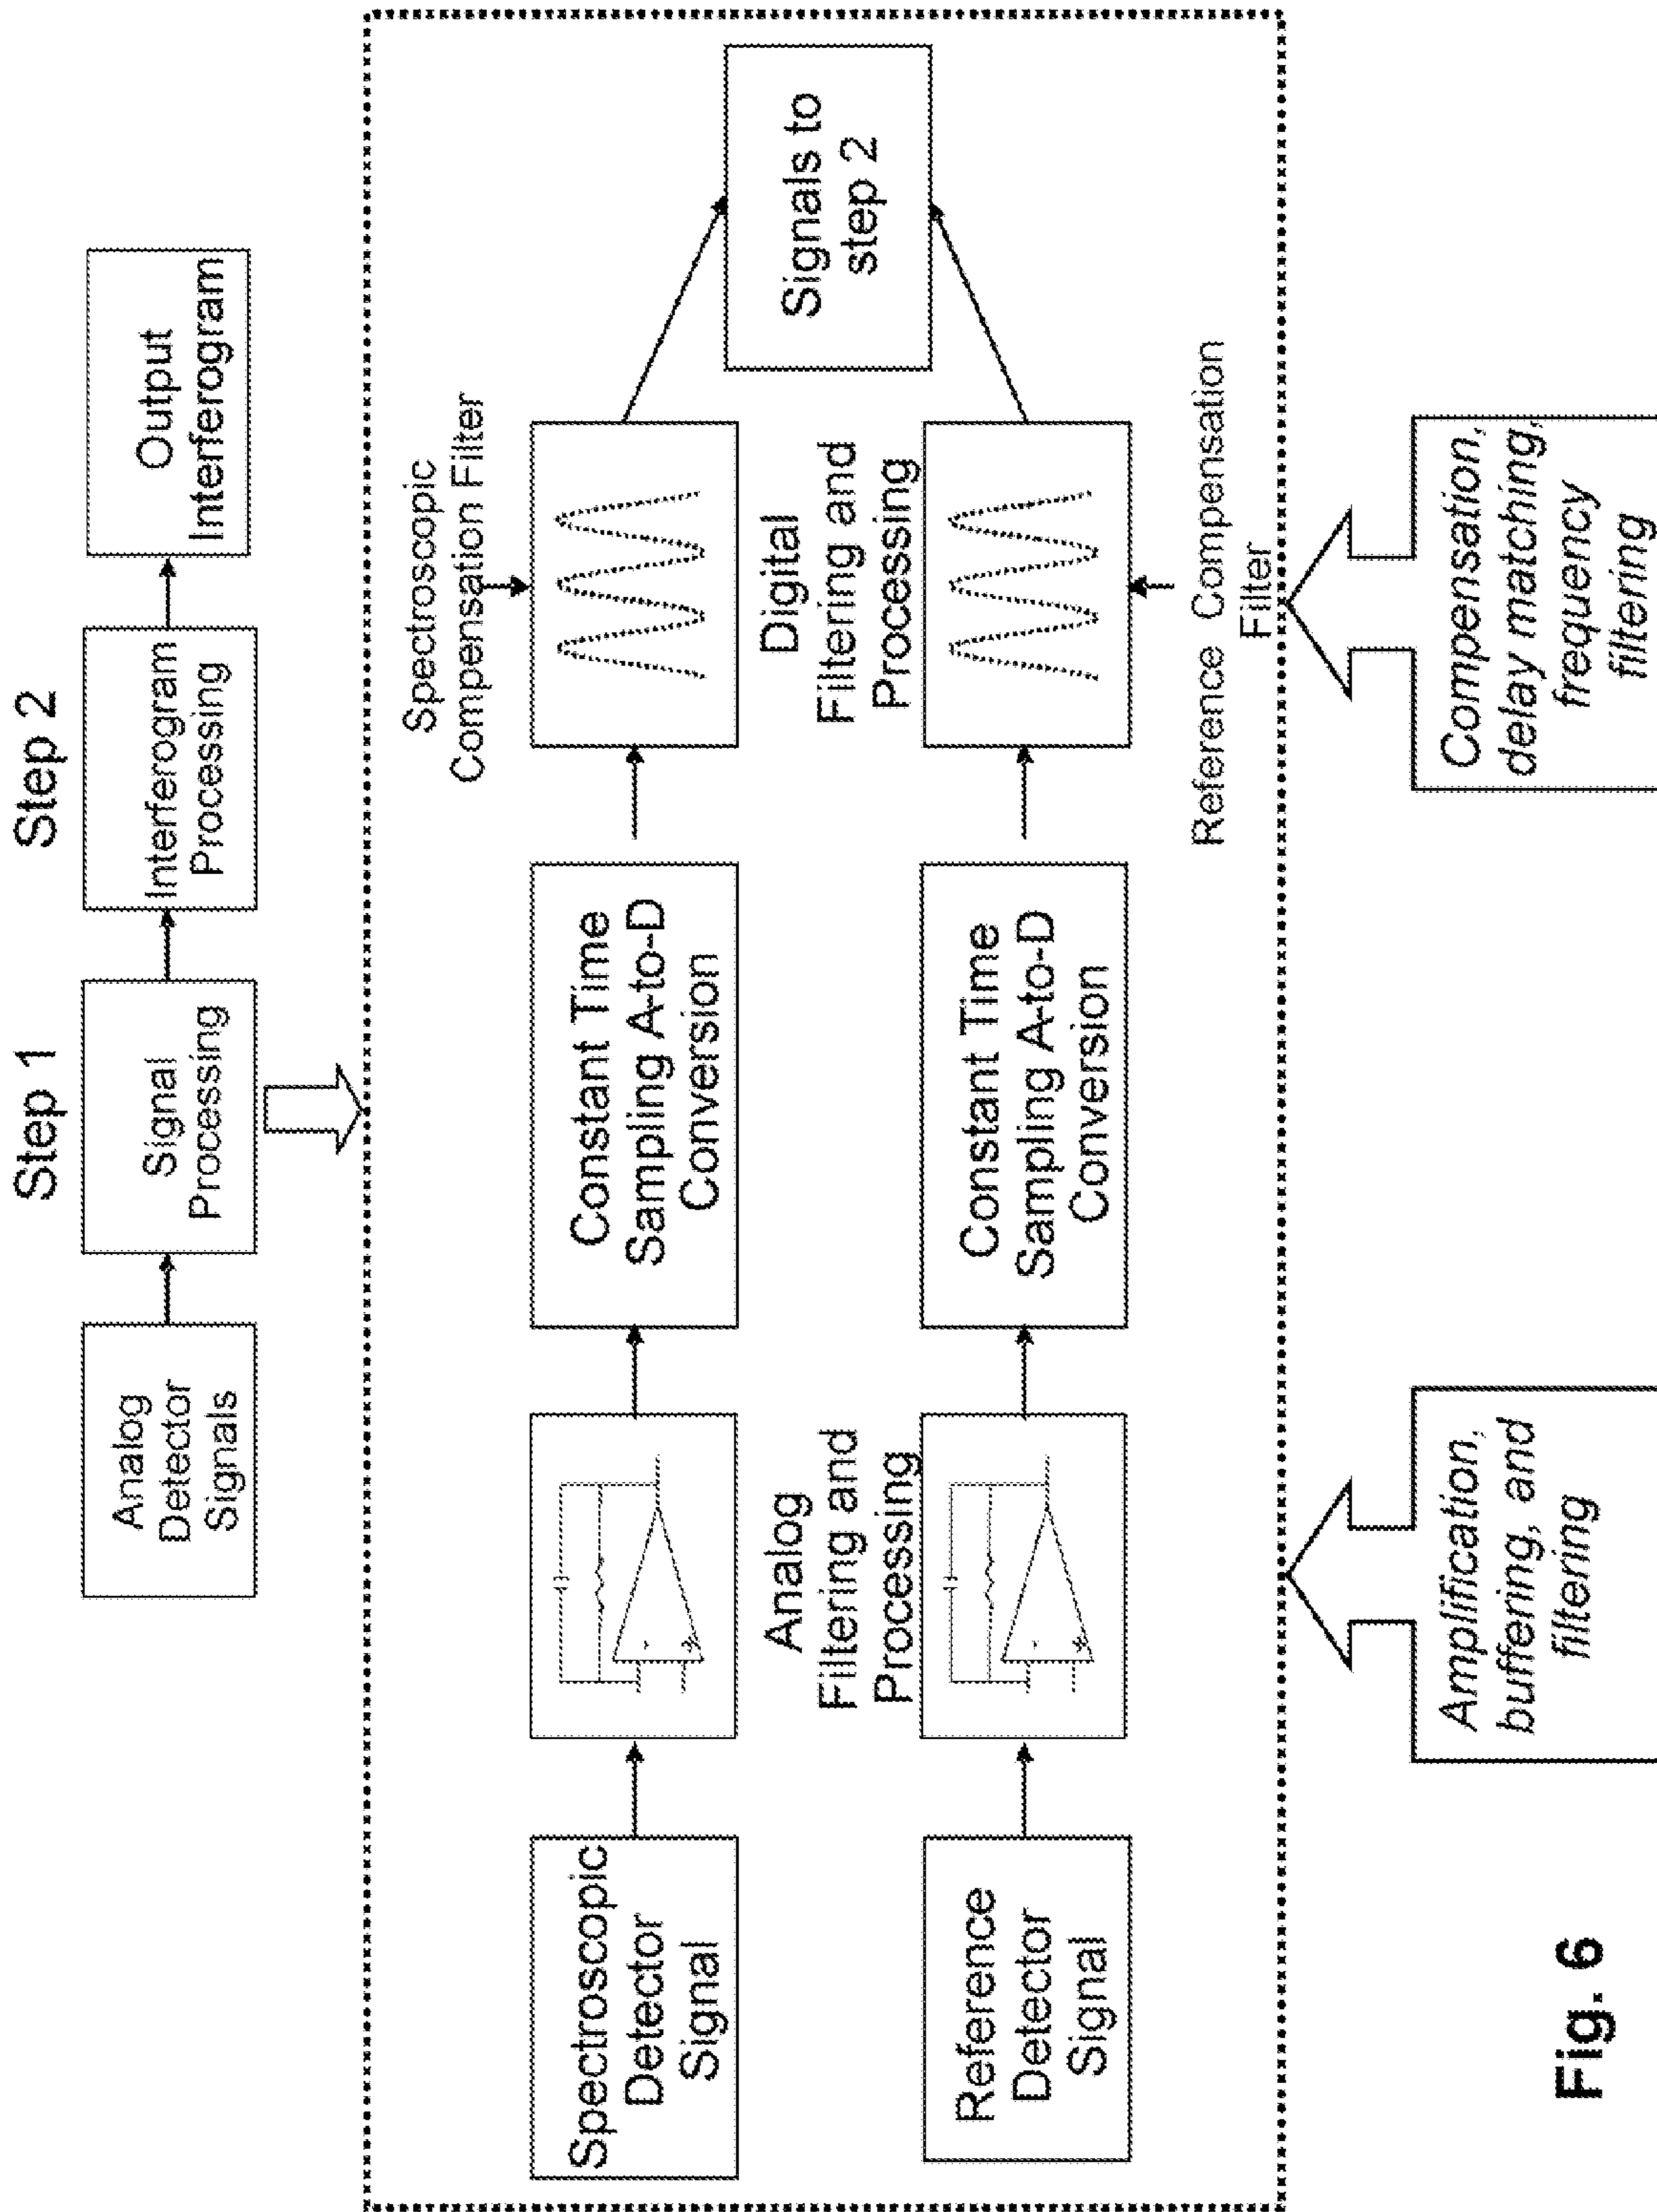 Step 1
Step 2
Analog
Detector
Signals
Signal
Processing
Interferogram
Processing
Output
Interferogram
Spectroscopic
Compensation Filter
Spectroscopic
Detector
Signal
Constant Time
Sampling A-to-D
Conversion
Analog
Filtering and
Processing
Digital
Filtering and
Processing
Signals to
step 2
Reference
Detector
Signal
Constant Time
Sampling A-to-D
Conversion
Reference Compensation
Filter
Amplification,
buffering, and
filtering
Compensation,
delay matching,
frequency
filtering
Fig. 6